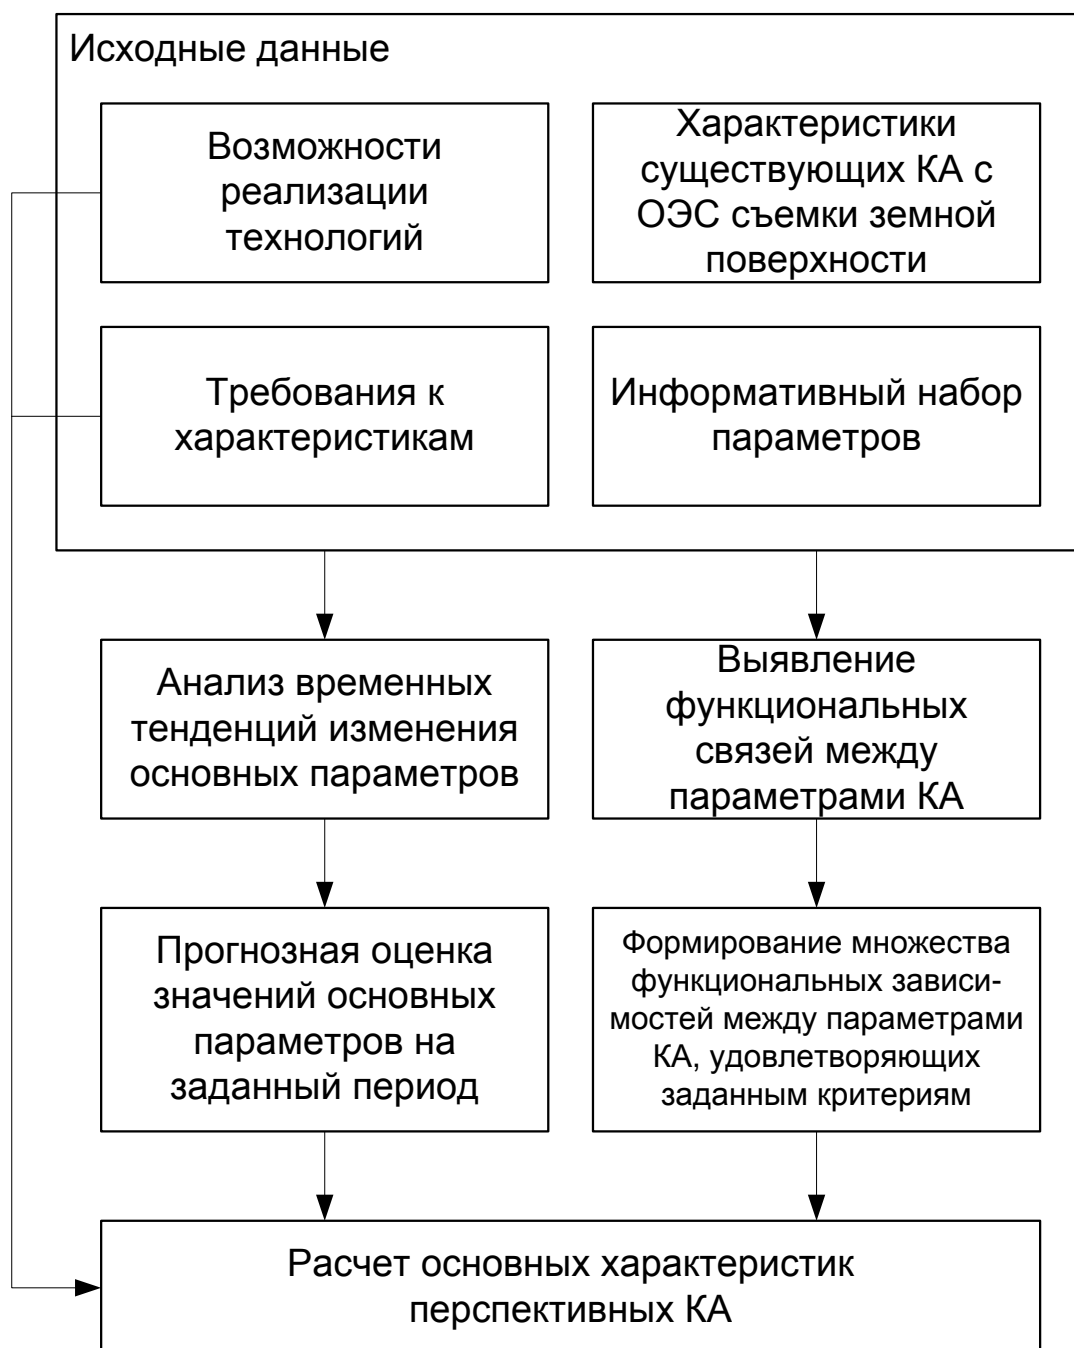 Исходные данные
Возможности
реализации
технологий
Характеристики
существующих КА с
ОЭС съемки земной
поверхности
Требования к
характеристикам
Информативный набор
параметров
Анализ временных
тенденций изменения
основных параметров
Выявление
функциональных
связей между
параметрами КА
Прогнозная оценка
значений основных
параметров на
заданный период
Формирование множества
функциональных зависи-
мостей между параметрами
КА, удовлетворяющих
заданным критериям
Расчет основных характеристик
перспективных КА